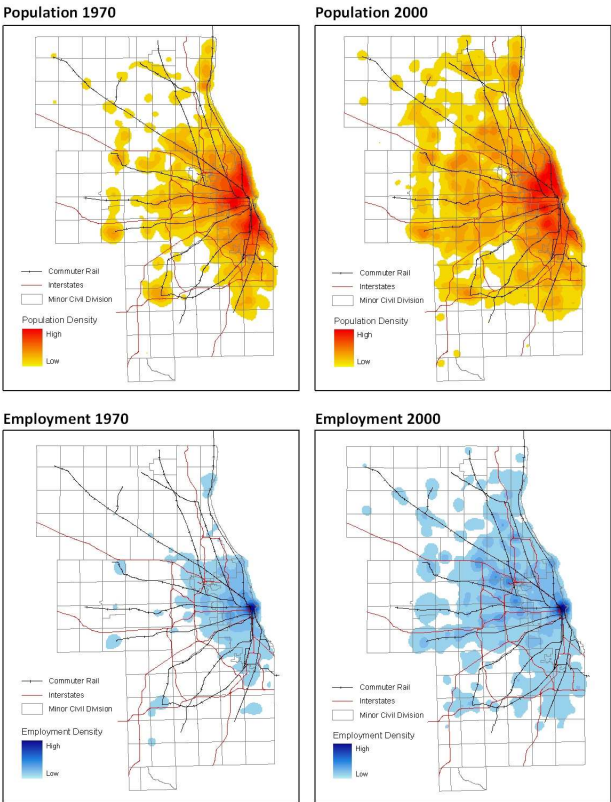 Population 1970
Population 2000
Commuter Rail
Interstates
Minor Civil Division
Population Density
High
Low
Commuter Rail
Interstates
Minor Civil Division
Population Density
High
Low
Employment 1970
Employment 2000
Commuter Rail
Interstates
Minor Civil Division
Employment Density
High
Low
Commuter Rail
Interstates
Minor Civil Division
Employment Density
High
Low